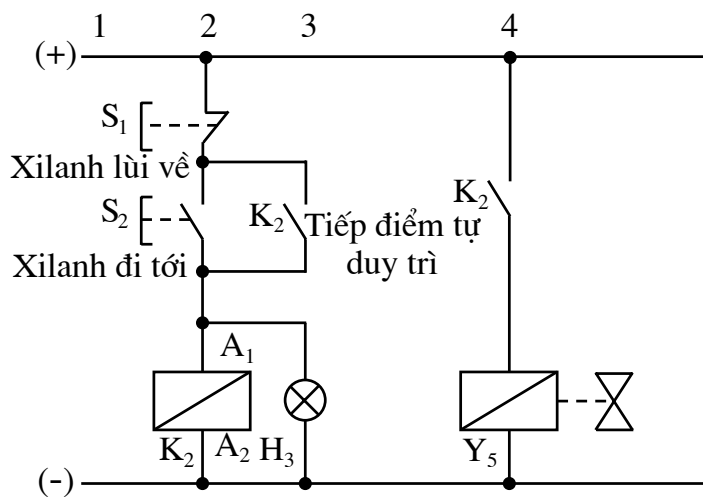 1 2 3 4
(+)
S₁
Xilanh lùi về
S₂
K₂
Tiếp điểm tự
duy trì
K₂
Xilanh đi tới
A₁
K₂ A₂ H₃
Y₅
(-)